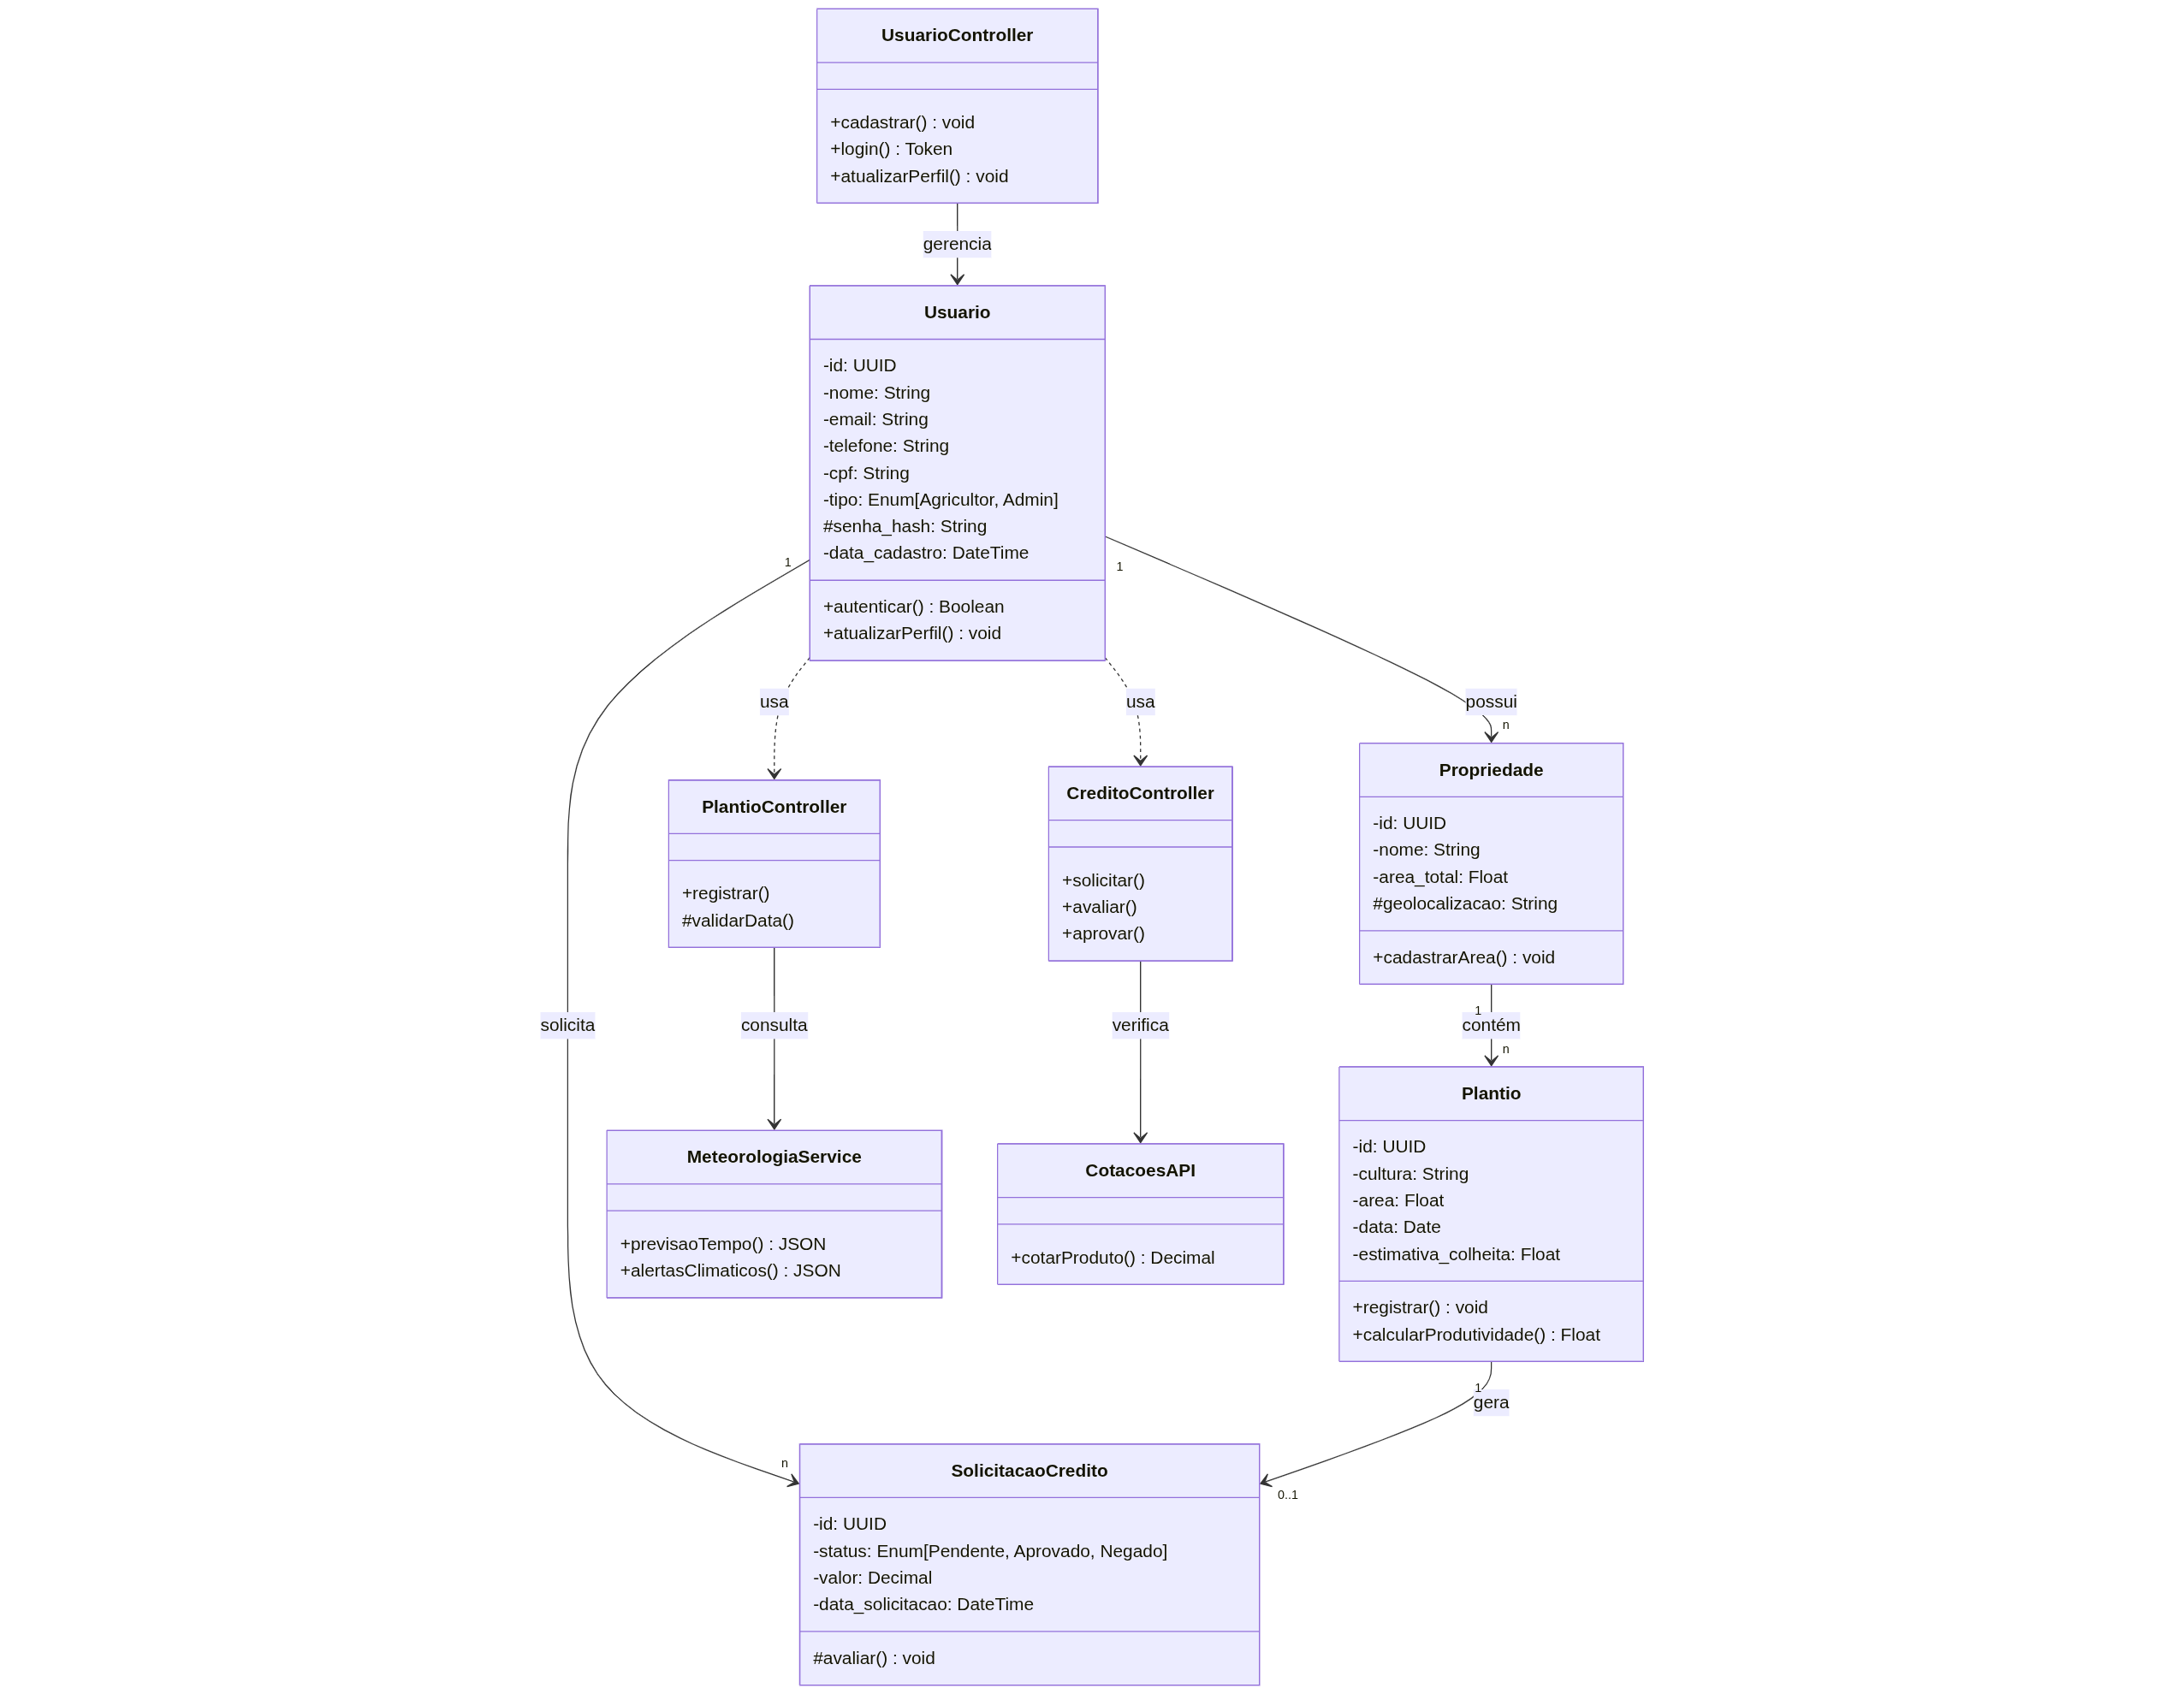 UsuarioController
+cadastrar() : void
+login() : Token
+atualizarPerfil() : void
gerencia
Usuario
-id: UUID
-nome: String
-email: String
-telefone: String
-cpf: String
-tipo: Enum[Agricultor, Admin]
#senha_hash: String
-data_cadastro: DateTime
+autenticar() : Boolean
+atualizarPerfil() : void
1
1
usa
usa
possui
n
PlantioController
+registrar()
#validarData()
CreditoController
+solicitar()
+avaliar()
+aprovar()
Propriedade
-id: UUID
-nome: String
-area_total: Float
#geolocalizacao: String
+cadastrarArea() : void
solicita
consulta
verifica
1
contém
n
MeteorologiaService
+previsaoTempo() : JSON
+alertasClimaticos() : JSON
CotacoesAPI
+cotarProduto() : Decimal
Plantio
-id: UUID
-cultura: String
-area: Float
-data: Date
-estimativa_colheita: Float
+registrar() : void
+calcularProdutividade() : Float
1
gera
n
0..1
SolicitacaoCredito
-id: UUID
-status: Enum[Pendente, Aprovado, Negado]
-valor: Decimal
-data_solicitacao: DateTime
#avaliar() : void